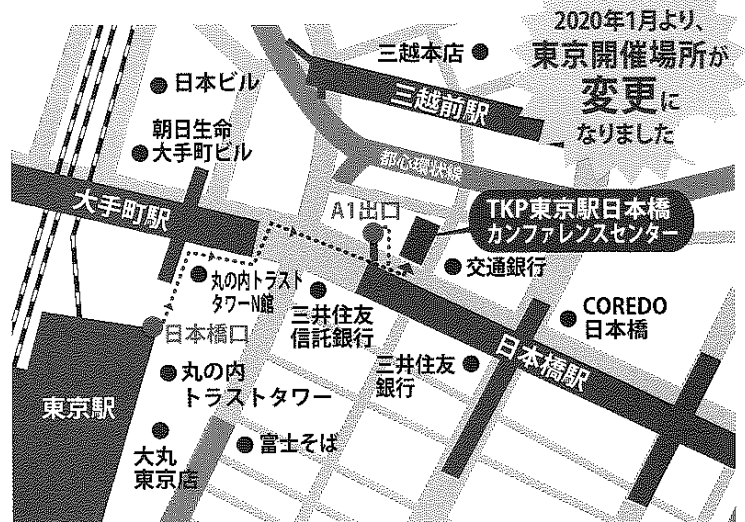 2020年1月より、
東京開催場所が
変更に
なりました
三越本店
日本ビル
三越前駅
朝日生命
大手町ビル
都心環状線
大手町駅
A1出口
TKP東京駅日本橋
カンファレンスセンター
交通銀行
丸の内トラスト
タワーN館
三井住友
信託銀行
COREDO
日本橋
日本橋口
日本橋駅
三井住友
銀行
丸の内
トラストタワー
東京駅
富士そば
大丸
東京店